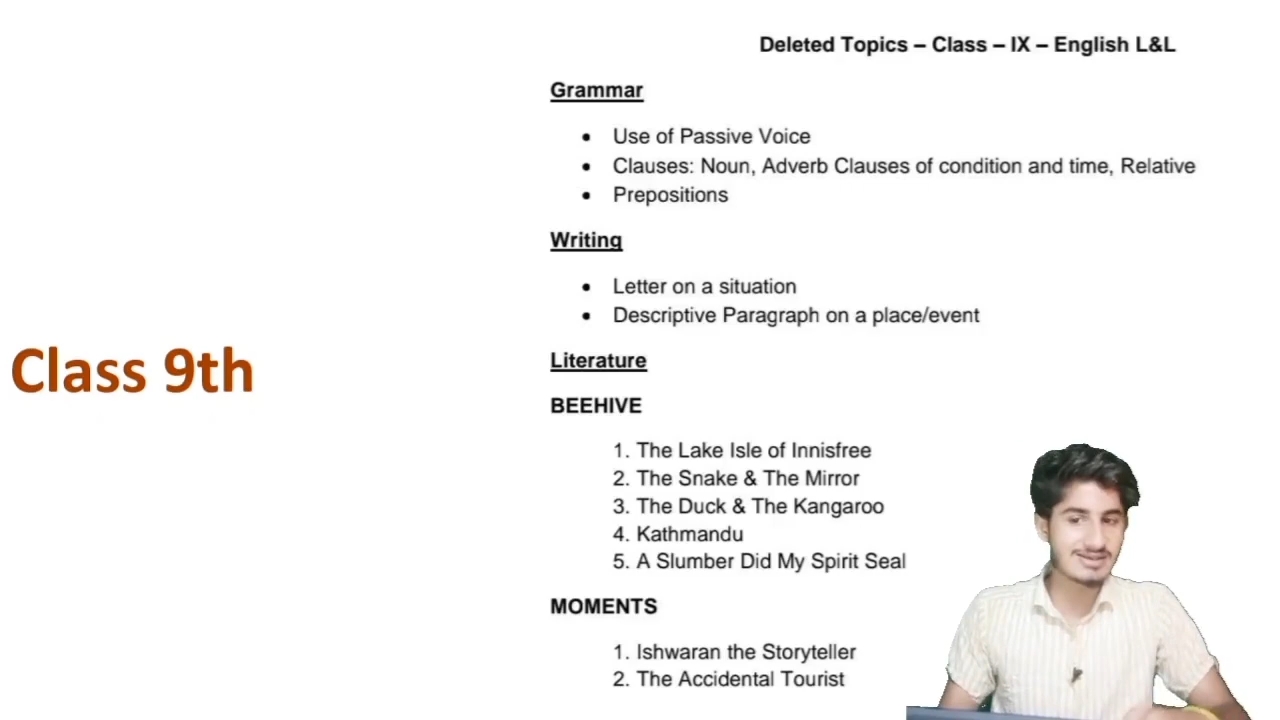 Deleted Topics – Class – IX – English L&L
Grammar
• Use of Passive Voice
• Clauses: Noun, Adverb Clauses of condition and time, Relative
• Prepositions
Writing
• Letter on a situation
• Descriptive Paragraph on a place/event
Class 9th
Literature
BEEHIVE
1. The Lake Isle of Innisfree
2. The Snake & The Mirror
3. The Duck & The Kangaroo
4. Kathmandu
5. A Slumber Did My Spirit Seal
MOMENTS
1. Ishwaran the Storyteller
2. The Accidental Tourist